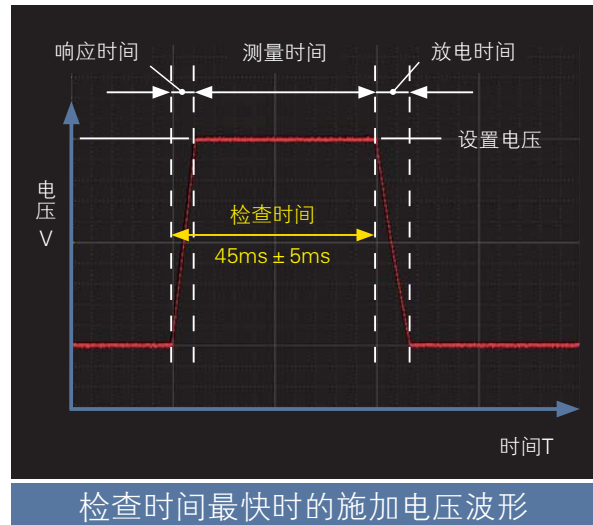 响应时间
测量时间
放电时间
设置电压
电压
V
检查时间
45ms ± 5ms
时间T
检查时间最快时的施加电压波形